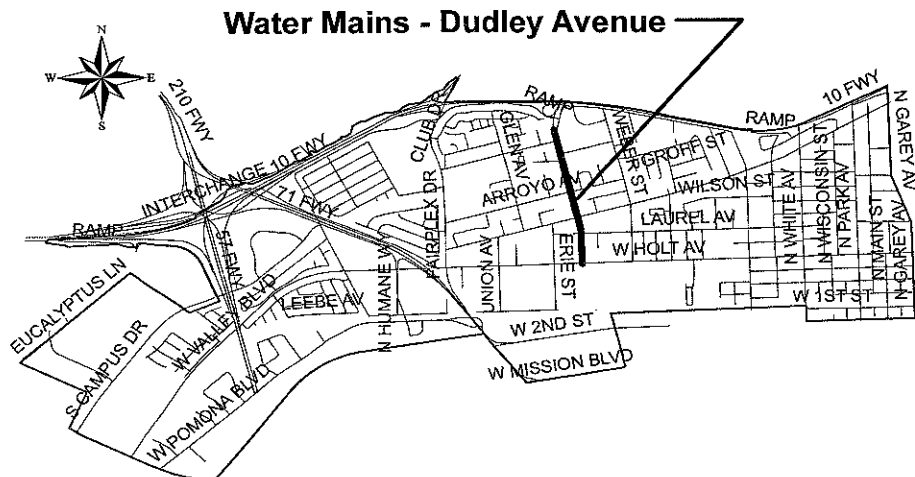 Water Mains - Dudley Avenue
N
W
E
S
210 FWY
INTERCHANGE 10 FWY
RAMP
57 FWY
71 FWY
CLUB DR
FAIRPLEX DR
GLEN AV
RAMP
ARROYO AV
WEBER ST
GROFF ST
WILSON ST
LAUREL AV
W HOLT AV
ERIE ST
UNION AV
RAMP
10 FWY
N WHITE AV
N WISCONSIN ST
N PARK AV
N MAIN ST
N GAREY AV
N GAREY AV
W 1ST ST
W 2ND ST
W MISSION BLVD
N HUMANE W
LEEBE AV
W VALLEY BLVD
EUCALYPTUS LN
S CAMPUS DR
W POMONA BLVD